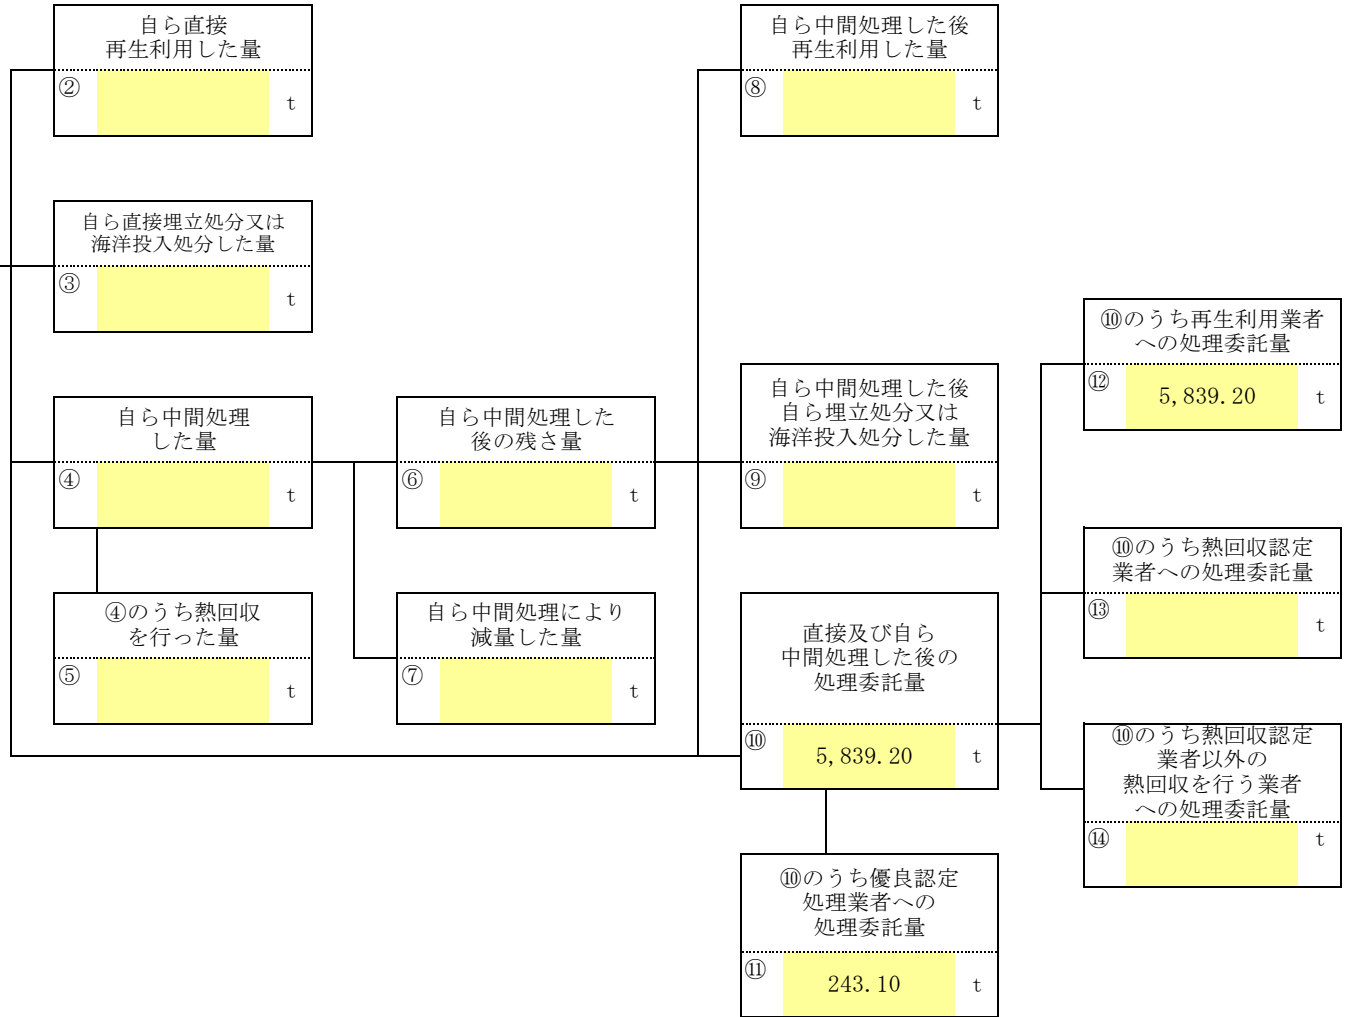 自ら直接
再生利用した量
②
t
自ら中間処理した後
再生利用した量
⑧
t
自ら直接埋立処分又は
海洋投入処分した量
③
t
⑩のうち再生利用業者
への処理委託量
⑫
5,839.20
t
自ら中間処理
した量
④
t
自ら中間処理した
後の残さ量
⑥
t
自ら中間処理した後
自ら埋立処分又は
海洋投入処分した量
⑨
t
⑩のうち熱回収認定
業者への処理委託量
⑬
t
④のうち熱回収
を行った量
⑤
t
自ら中間処理により
減量した量
⑦
t
直接及び自ら
中間処理した後の
処理委託量
⑩
5,839.20
t
⑩のうち熱回収認定
業者以外の
熱回収を行う業者
への処理委託量
⑭
t
⑩のうち優良認定
処理業者への
処理委託量
⑪
243.10
t